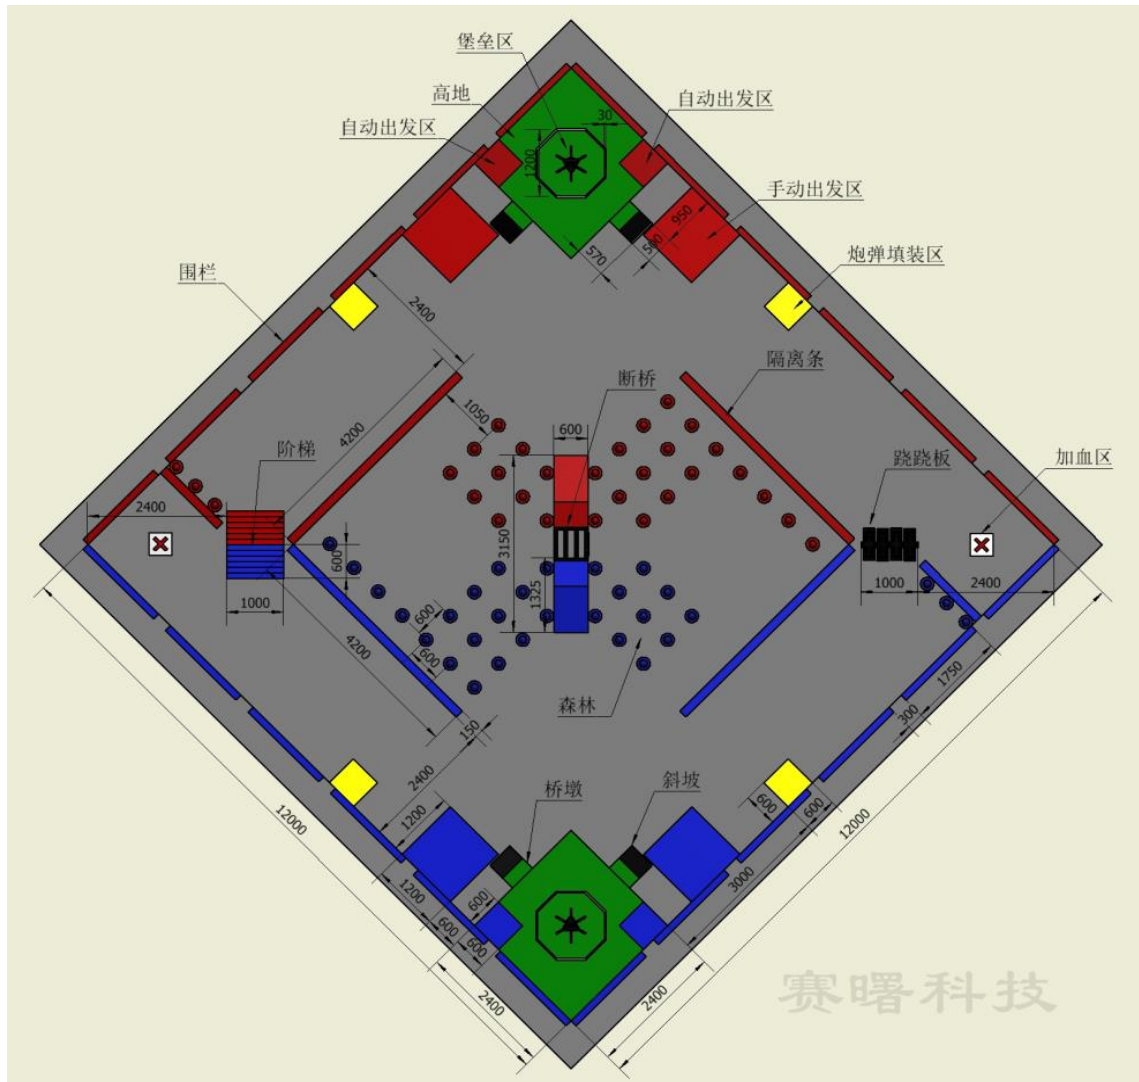 堡垒区
高地
自动出发区
自动出发区
30
1200
手动出发区
950
500
570
炮弹填装区
围栏
2400
隔离条
断桥
1050
600
4200
阶梯
跷跷板
加血区
2400
3150
600
1325
1000
1000
2400
600
600
4200
森林
1750
300
150
2400
桥墩
斜坡
1200
600
600
12000
12000
3000
1200
600
600
600
2400
2400
赛曙科技